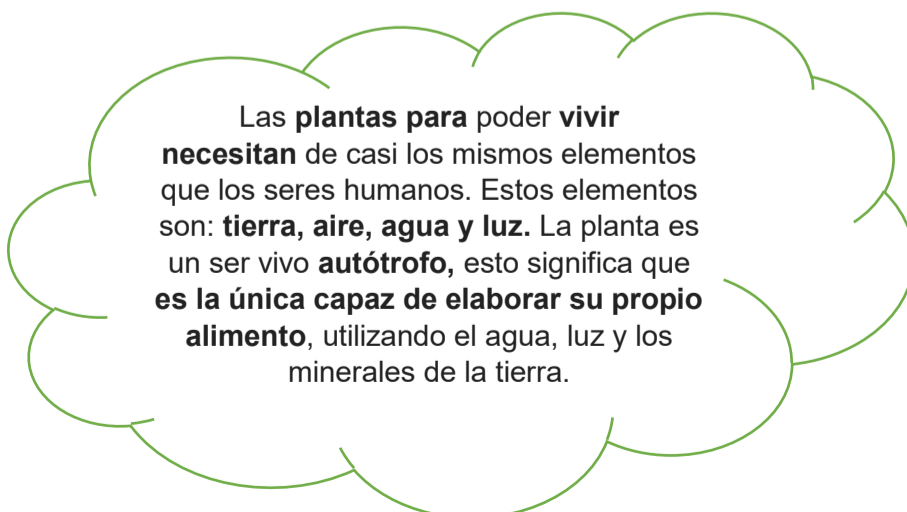 Las plantas para poder vivir
necesitan de casi los mismos elementos
que los seres humanos. Estos elementos
son: tierra, aire, agua y luz. La planta es
un ser vivo autótrofo, esto significa que
es la única capaz de elaborar su propio
alimento, utilizando el agua, luz y los
minerales de la tierra.